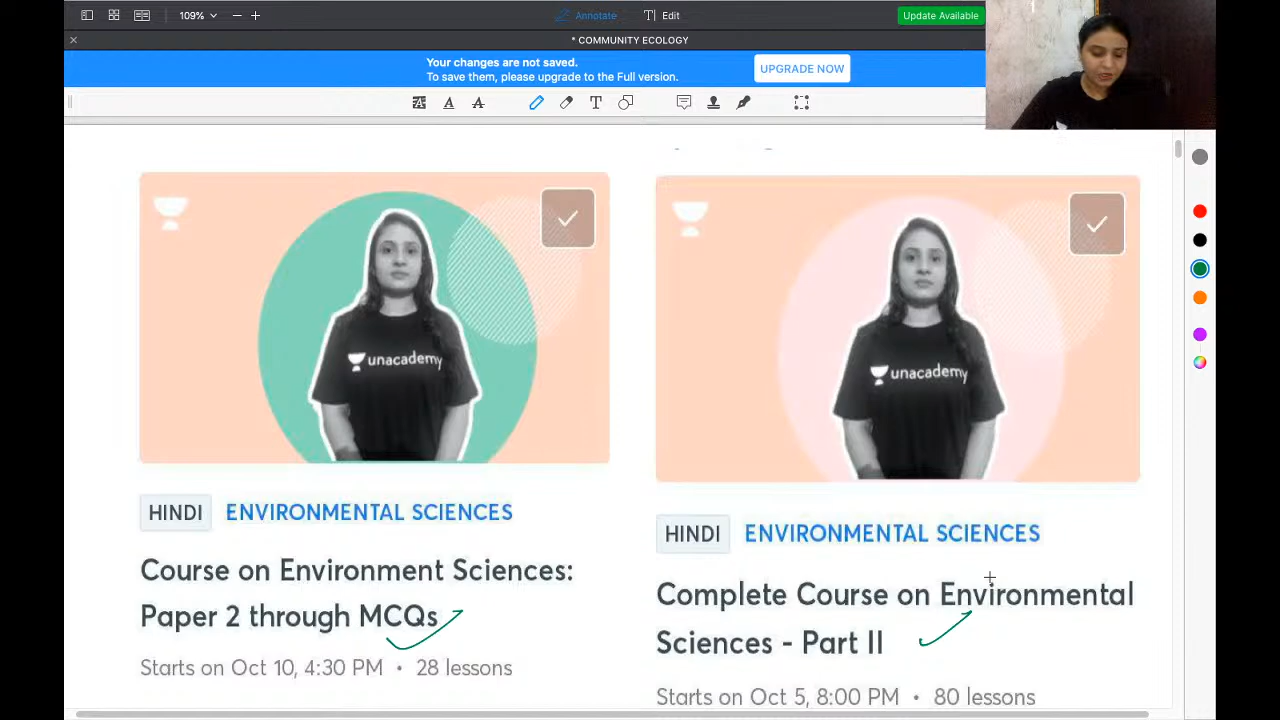 109%
Annotate
T Edit
Update Available
* COMMUNITY ECOLOGY
Your changes are not saved.
To save them, please upgrade to the Full version.
UPGRADE NOW
A A A T
unacademy
HINDI ENVIRONMENTAL SCIENCES
Course on Environment Sciences:
Paper 2 through MCQs
Starts on Oct 10, 4:30 PM • 28 lessons
unacademy
HINDI ENVIRONMENTAL SCIENCES
Complete Course on Environmental
Sciences - Part II
Starts on Oct 5, 8:00 PM • 80 lessons